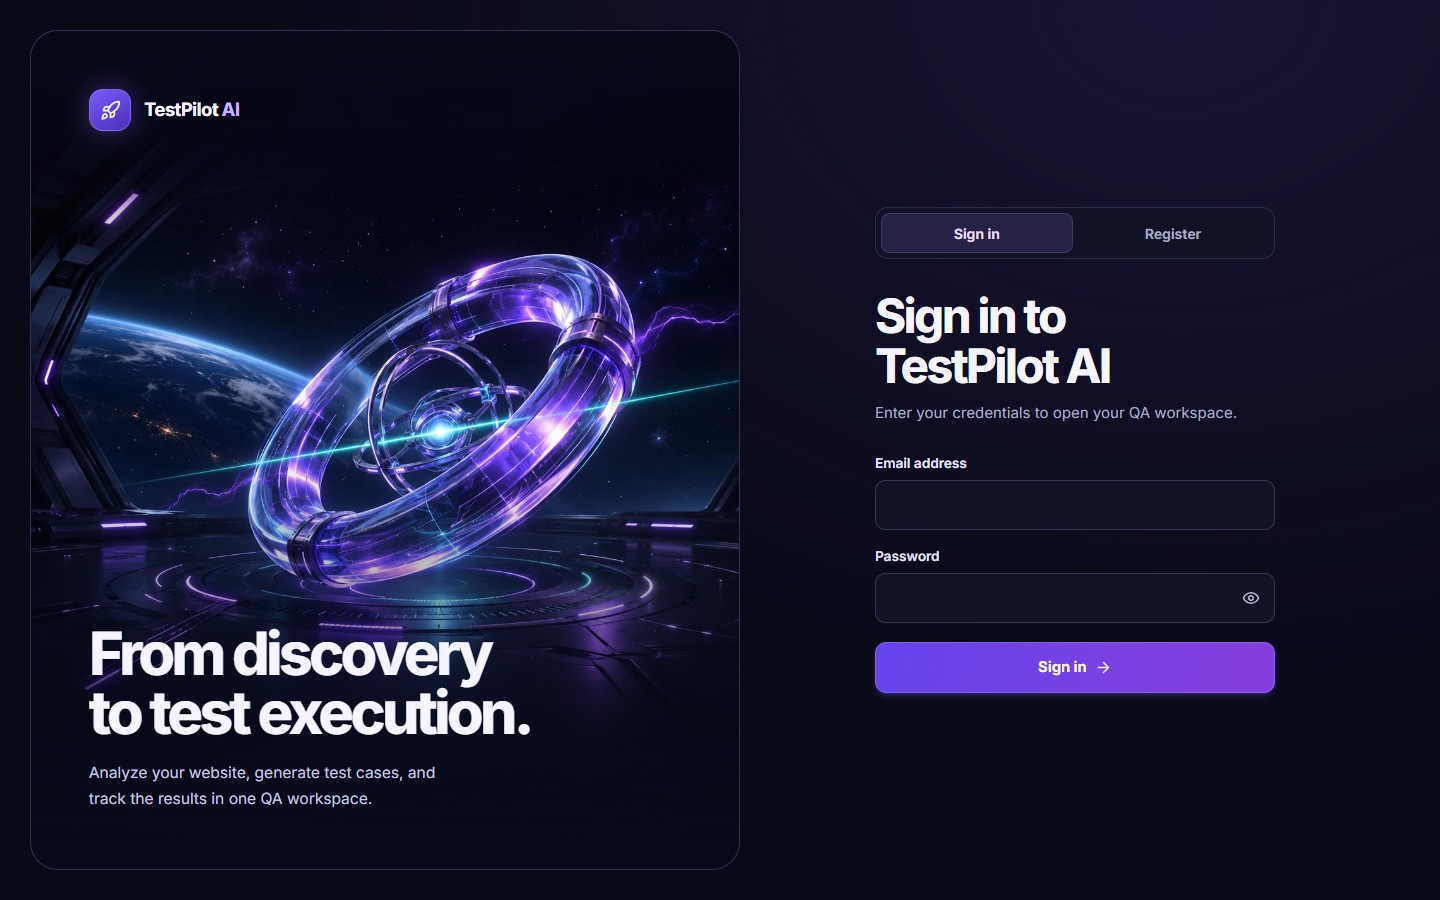 TestPilot AI
From discovery
to test execution.
Analyze your website, generate test cases, and
track the results in one QA workspace.
Sign in
Register
Sign in to
TestPilot AI
Enter your credentials to open your QA workspace.
Email address
Password
Sign in